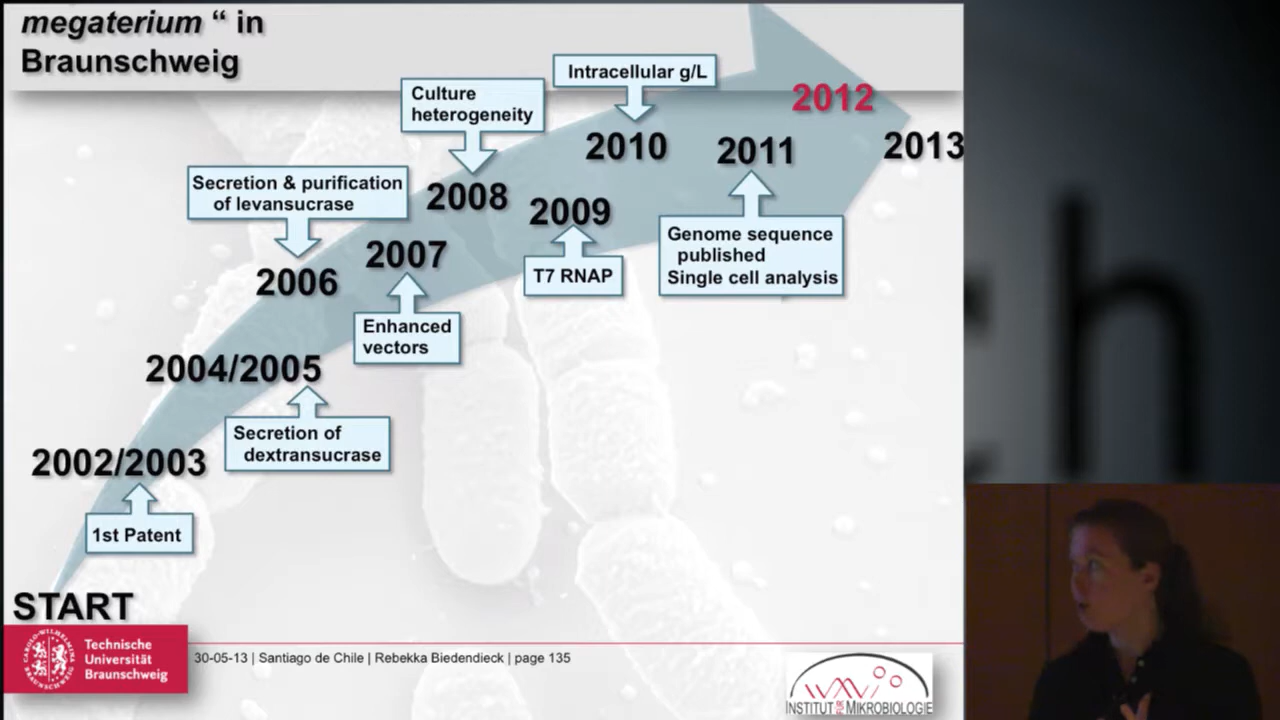 megaterium “ in
Braunschweig
Intracellular g/L
Culture
heterogeneity
2012
2010
2011
2013
Secretion & purification
of levansucrase
2008
2009
2007
2006
Genome sequence
published
Single cell analysis
T7 RNAP
Enhanced
vectors
2004/2005
Secretion of
dextransucrase
2002/2003
1st Patent
START
Technische
Universität
Braunschweig
30-05-13 | Santiago de Chile | Rebekka Biedendieck | page 135
INSTITUT FÜR MIKROBIOLOGIE
h